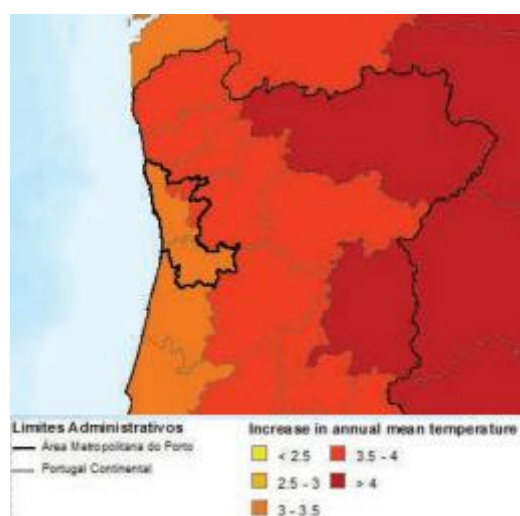 Limites Administrativos
Área Metropolitana do Porto
Portugal Continental
Increase in annual mean temperature
< 2.5
2.5 - 3
3 - 3.5
3.5 - 4
> 4